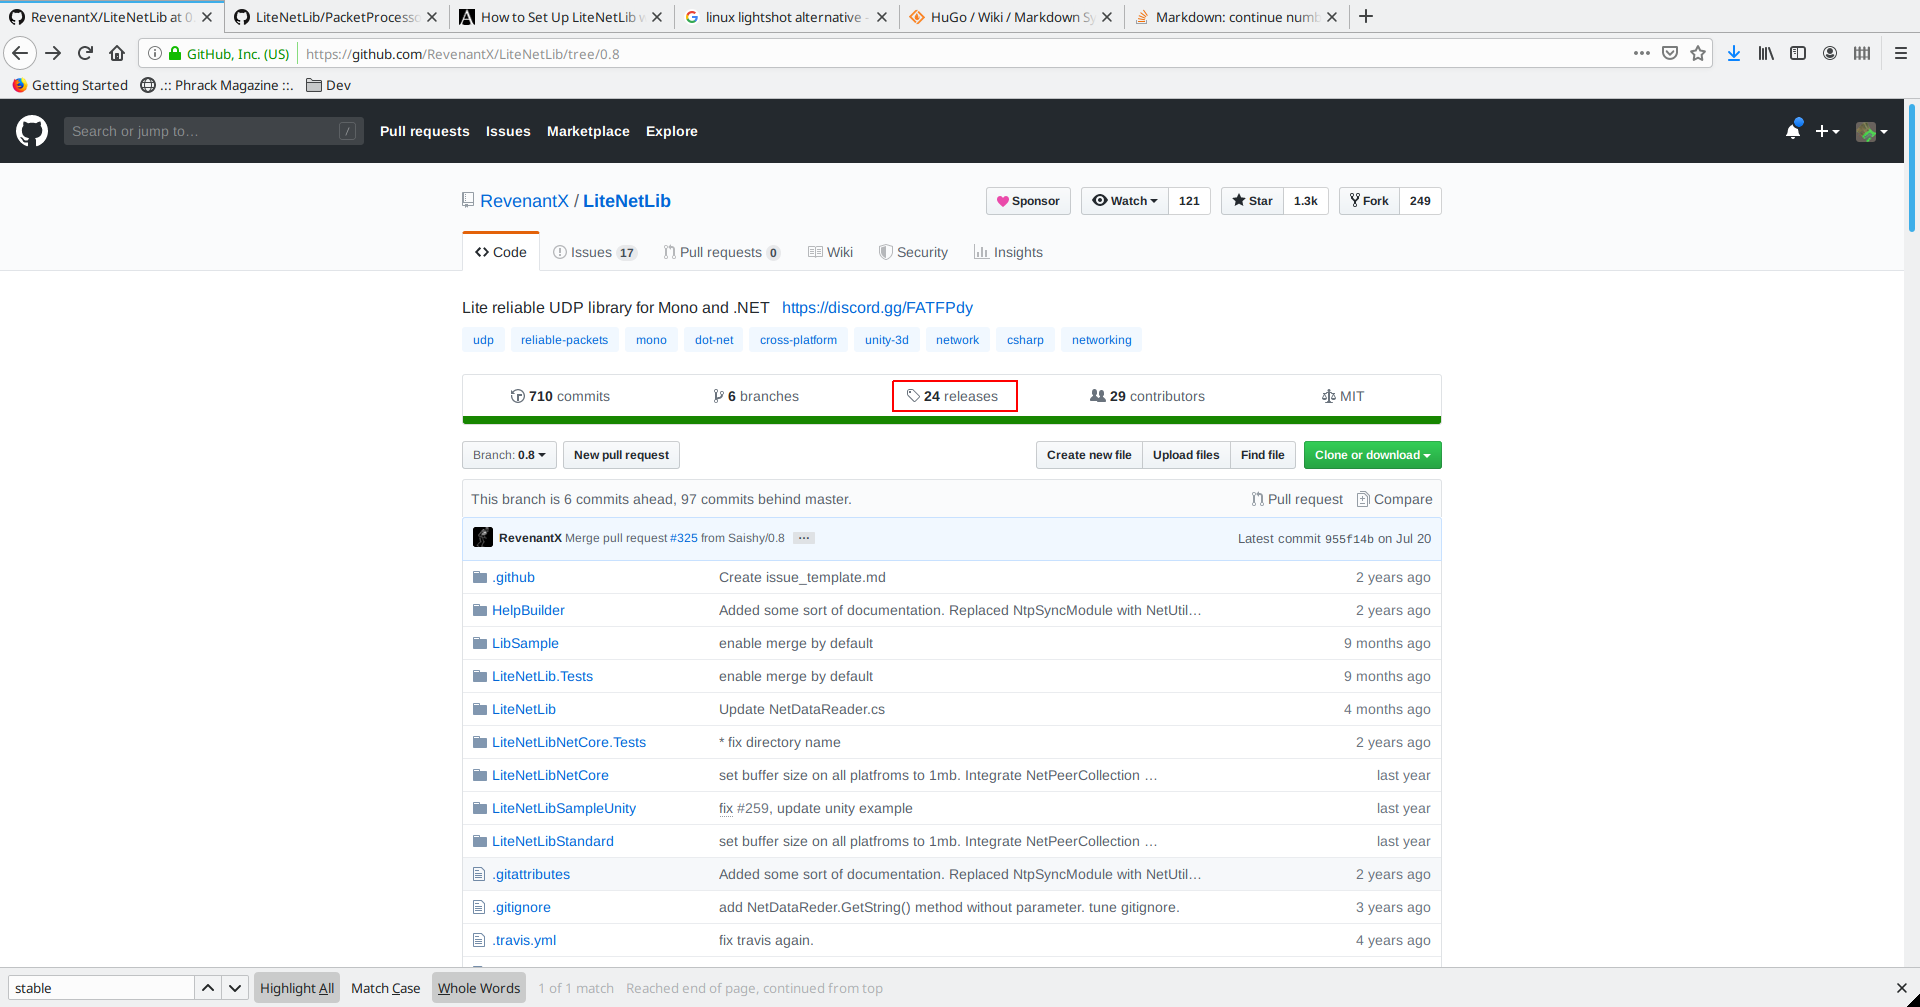 RevenantX/LiteNetLib at 0.
LiteNetLib/PacketProcesso
How to Set Up LiteNetLib w
linux lightshot alternative -
HuGo / Wiki / Markdown Sy
Markdown: continue numb
GitHub, Inc. (US) https://github.com/RevenantX/LiteNetLib/tree/0.8
Getting Started .:: Phrack Magazine ::. Dev
Search or jump to… / Pull requests Issues Marketplace Explore
RevenantX / LiteNetLib Sponsor Watch 121 Star 1.3k Fork 249
Code Issues 17 Pull requests 0 Wiki Security Insights
Lite reliable UDP library for Mono and .NET https://discord.gg/FATFPdy
udp reliable-packets mono dot-net cross-platform unity-3d network csharp networking
710 commits 6 branches 24 releases 29 contributors MIT
Branch: 0.8 New pull request Create new file Upload files Find file Clone or download
This branch is 6 commits ahead, 97 commits behind master. Pull request Compare
RevenantX Merge pull request #325 from Saishy/0.8 … Latest commit 955f14b on Jul 20
.github Create issue_template.md 2 years ago
HelpBuilder Added some sort of documentation. Replaced NtpSyncModule with NetUtil… 2 years ago
LibSample enable merge by default 9 months ago
LiteNetLib.Tests enable merge by default 9 months ago
LiteNetLib Update NetDataReader.cs 4 months ago
LiteNetLibNetCore.Tests * fix directory name 2 years ago
LiteNetLibNetCore set buffer size on all platfroms to 1mb. Integrate NetPeerCollection … last year
LiteNetLibSampleUnity fix #259, update unity example last year
LiteNetLibStandard set buffer size on all platfroms to 1mb. Integrate NetPeerCollection … last year
.gitattributes Added some sort of documentation. Replaced NtpSyncModule with NetUtil… 2 years ago
.gitignore add NetDataReder.GetString() method without parameter. tune gitignore. 3 years ago
.travis.yml fix travis again. 4 years ago
stable Highlight All Match Case Whole Words 1 of 1 match Reached end of page, continued from top